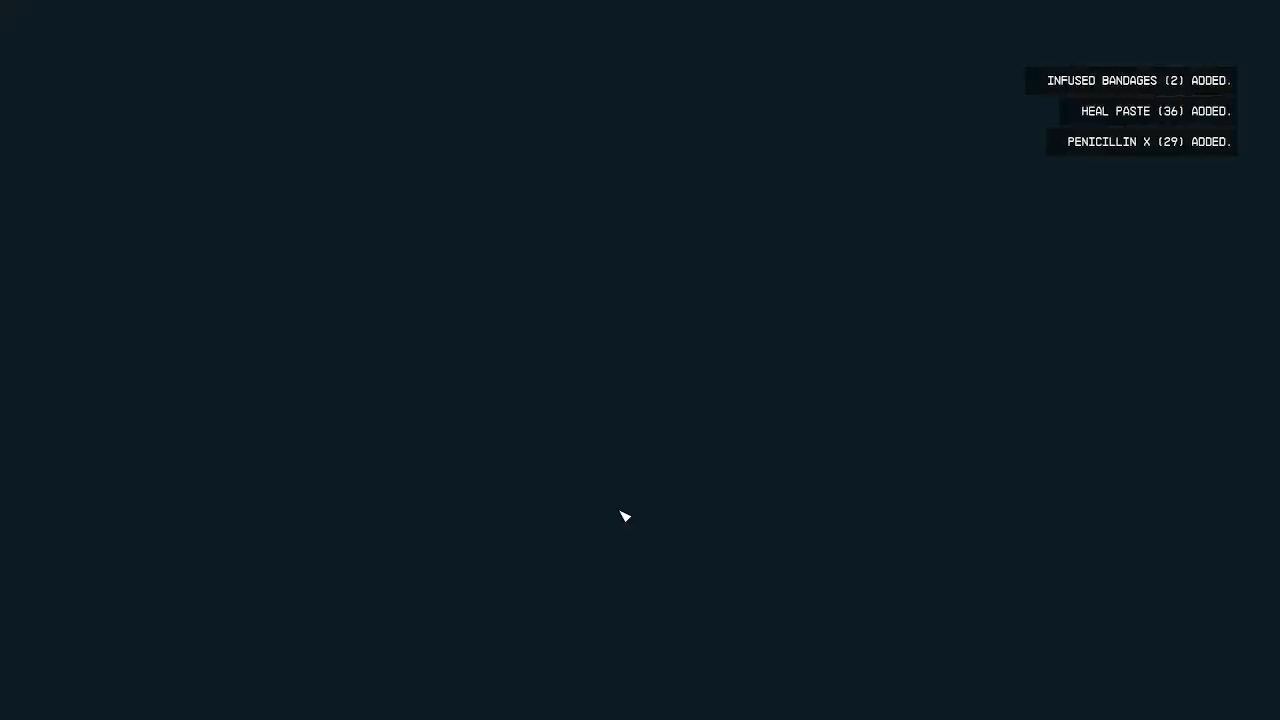 INFUSED BANDAGES (2) ADDED.
HEAL PASTE (36) ADDED.
PENICILLIN X (29) ADDED.